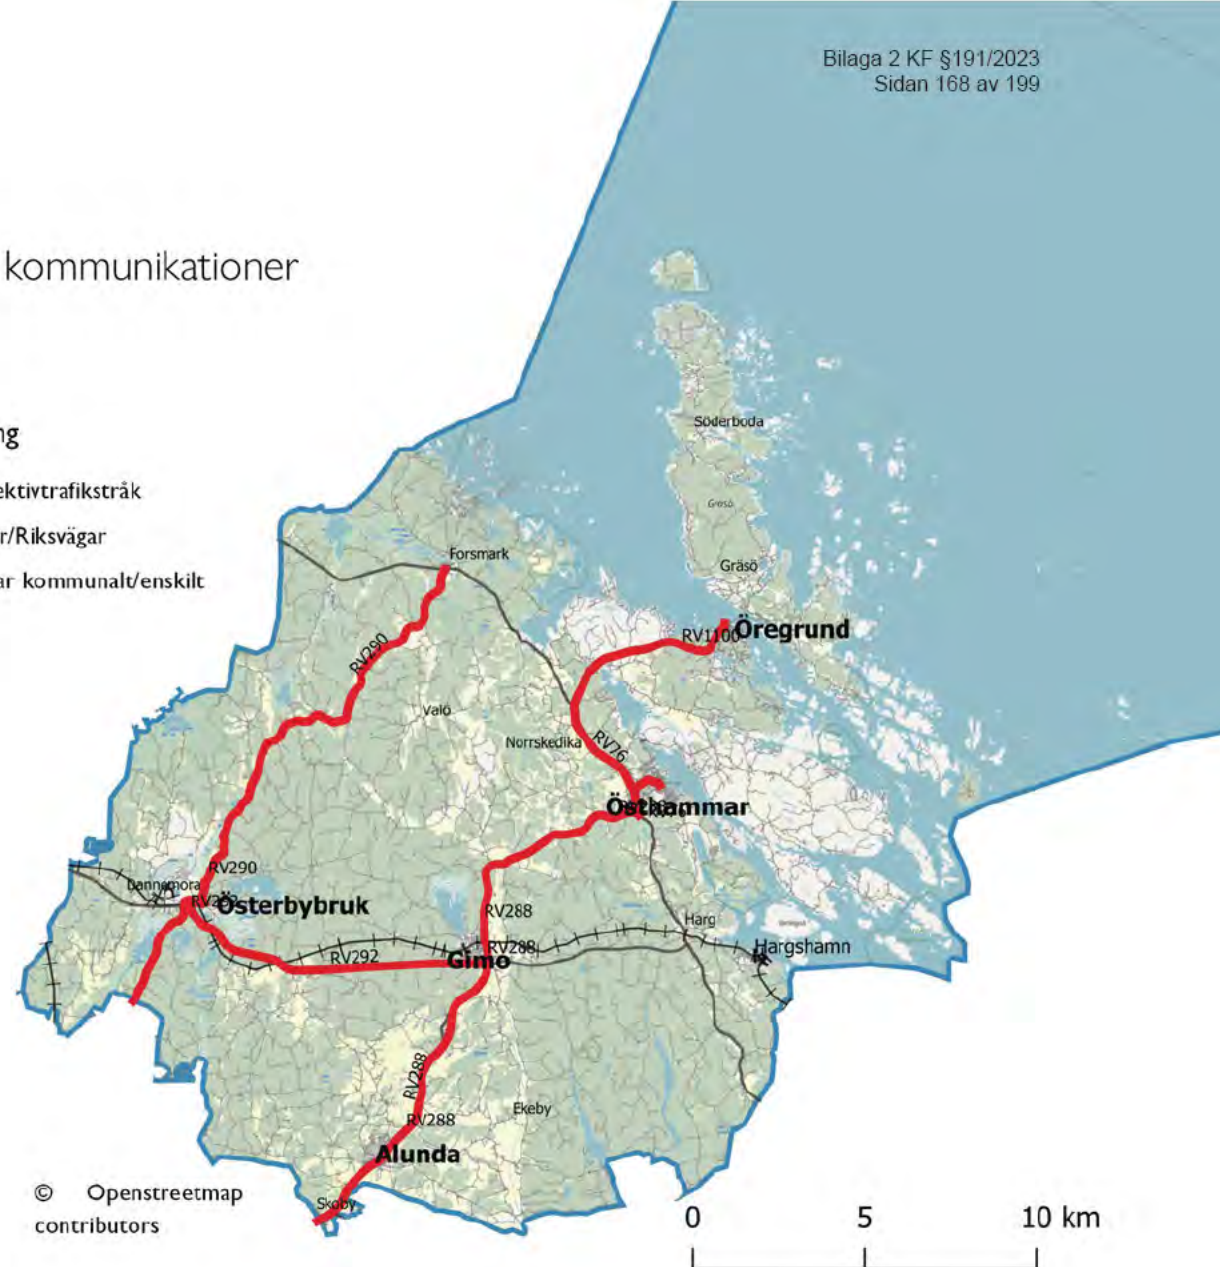 Bilaga 2 KF §191/2023
Sidan 168 av 199
kommunikationer
ng
ektivtrafikstråk
r/Riksvägar
ar kommunalt/enskilt
Söderboda
Gräsö
Forsmark
Gräsö
Öregrund
RV1100
RV290
Valö
Norrskedika
RV76
Östhammar
RV290
Dannemora
Österbybruk
RV288
Harg
RV288
Hargshamn
RV292
Gimo
RV288
Ekeby
RV288
Alunda
Skoby
© Openstreetmap
contributors
0 5 10 km